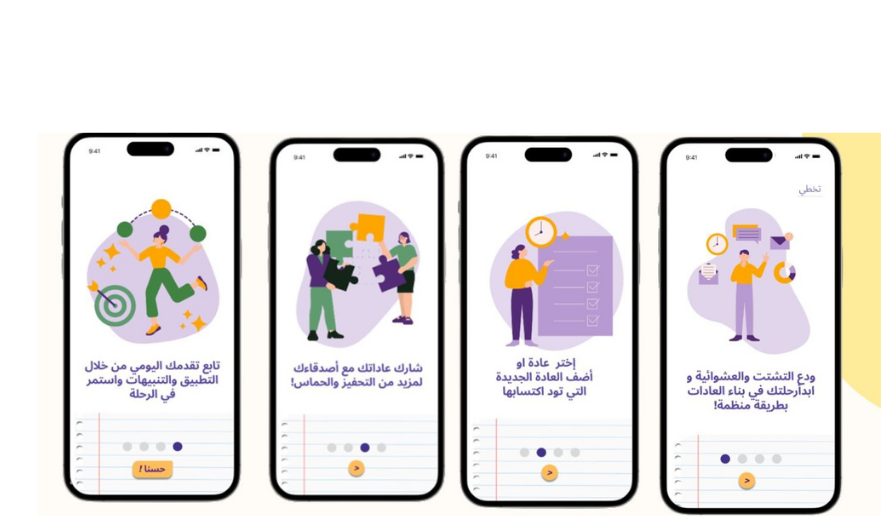 9:41
تخطي
ودع التشتت والعشوائية و
ابدأرحلتك في بناء العادات
بطريقة منظمة!
9:41
إختر عادة او
أضف العادة الجديدة
التي تود اكتسابها
9:41
شارك عاداتك مع أصدقاءك
لمزيد من التحفيز والحماس!
9:41
تابع تقدمك اليومي من خلال
التطبيق والتنبيهات واستمر
في الرحلة
حسنا !